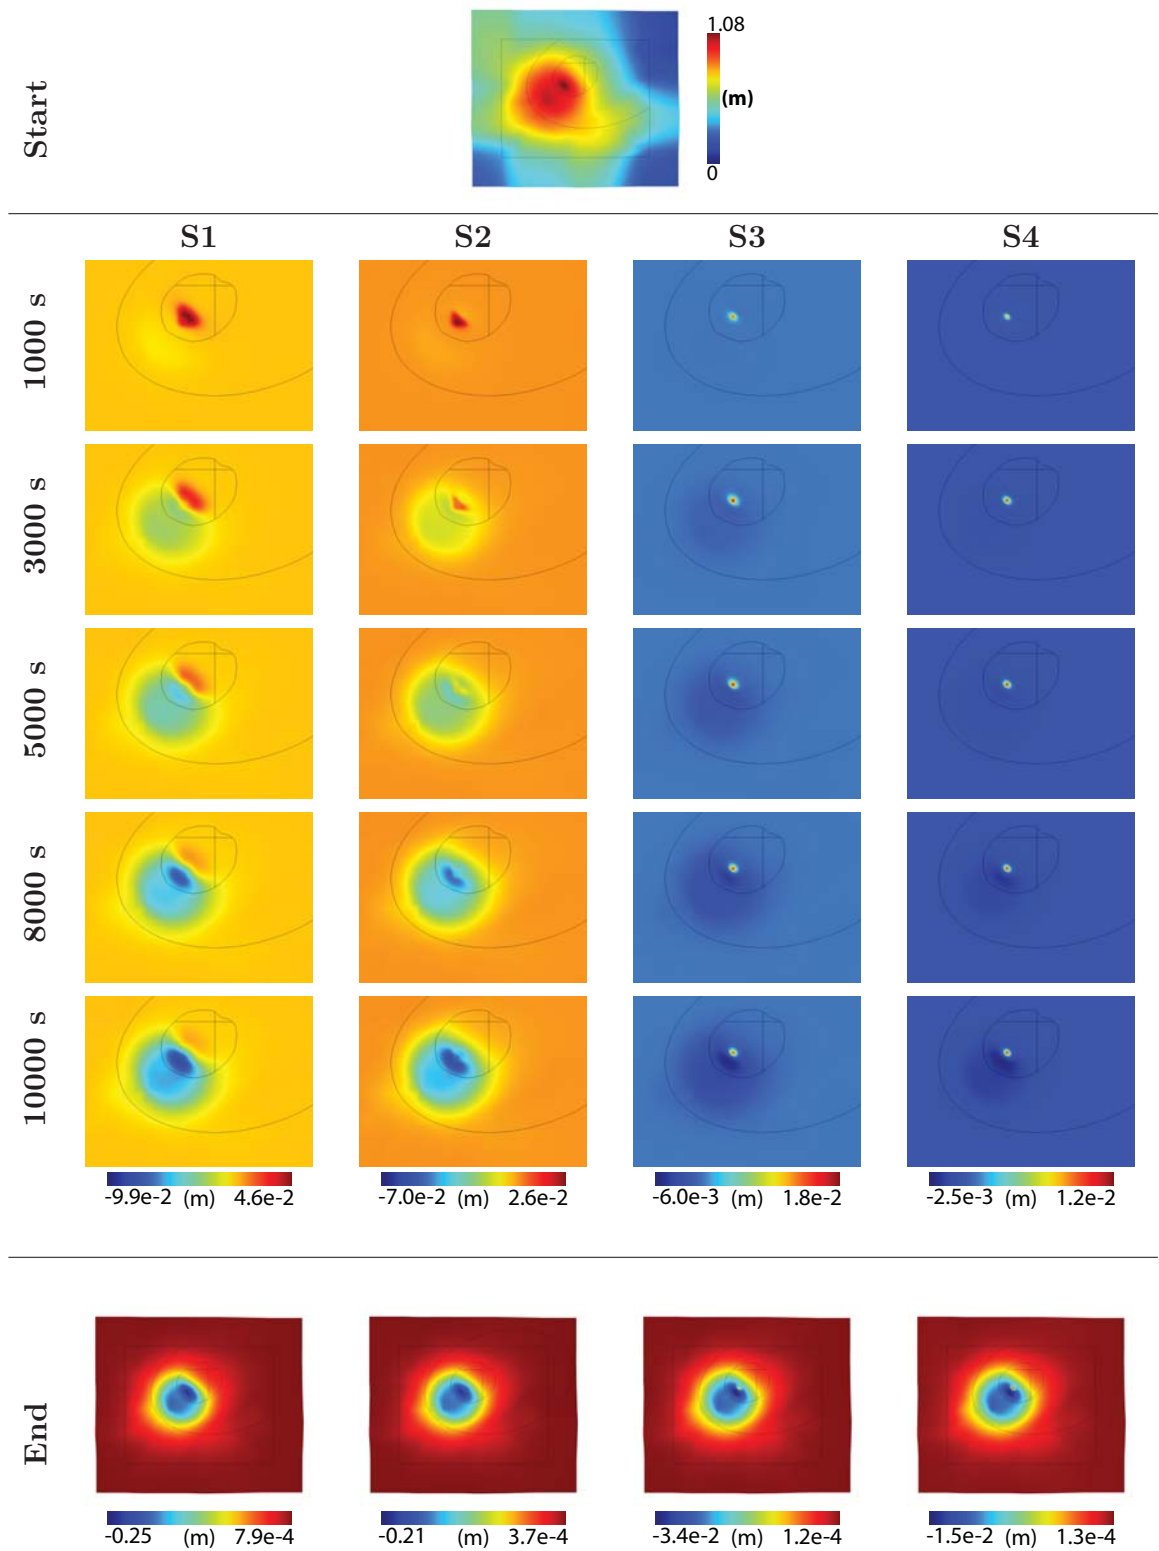 Start
1.08
(m)
0
S1 S2 S3 S4
1000 s
3000 s
5000 s
8000 s
10000 s
-9.9e-2 (m) 4.6e-2 -7.0e-2 (m) 2.6e-2 -6.0e-3 (m) 1.8e-2 -2.5e-3 (m) 1.2e-2
End
-0.25 (m) 7.9e-4 -0.21 (m) 3.7e-4 -3.4e-2 (m) 1.2e-4 -1.5e-2 (m) 1.3e-4